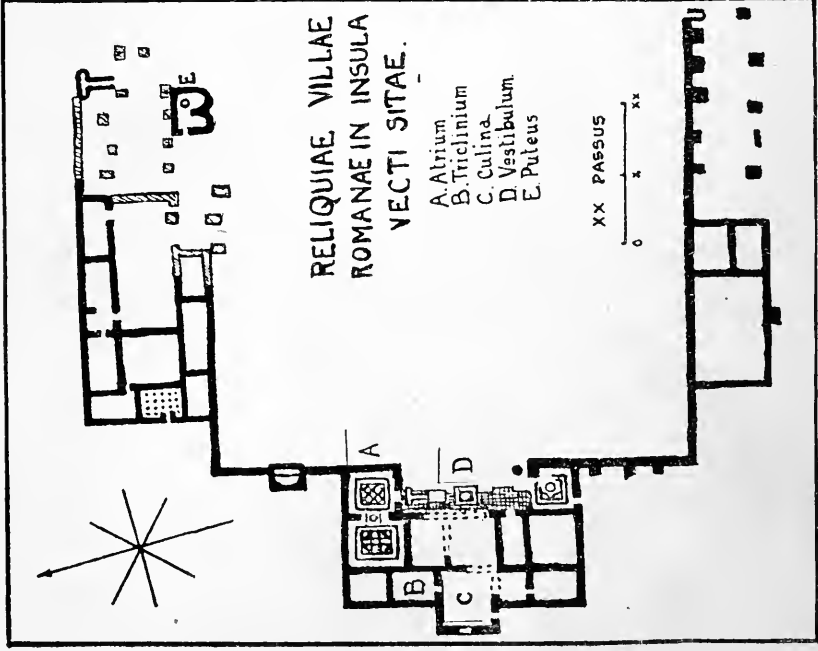 RELIQUIAE VILLAE
ROMANAE IN INSULA
VECTI SITAE.
A. Atrium
B. Triclinium
C. Culina
D. Vestibulum.
E. Puteus
XX PASSUS
0 X XX
A
B
C
D
E